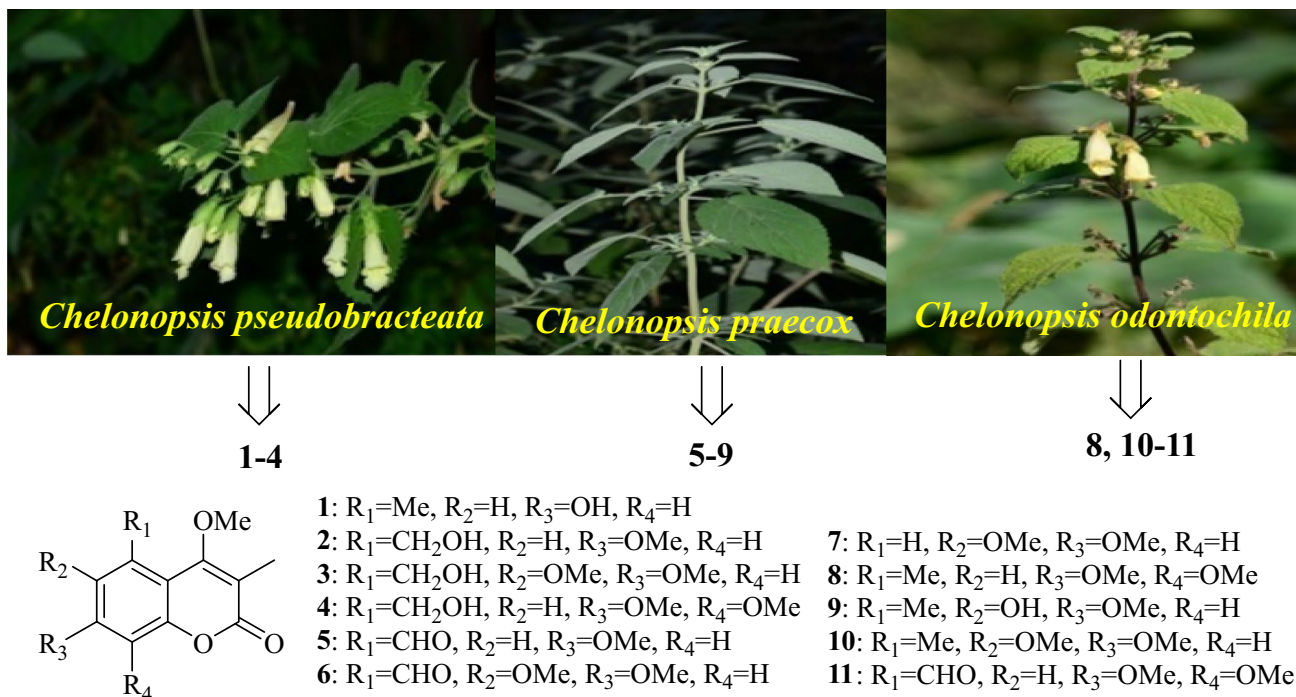 Chelonopsis pseudobracteata
Chelonopsis praecox
Chelonopsis odontochila
1-4
5-9
8, 10-11
R₁
OMe
R₂
R₃
O
O
R₄
1: R₁=Me, R₂=H, R₃=OH, R₄=H
2: R₁=CH₂OH, R₂=H, R₃=OMe, R₄=H
3: R₁=CH₂OH, R₂=OMe, R₃=OMe, R₄=H
4: R₁=CH₂OH, R₂=H, R₃=OMe, R₄=OMe
5: R₁=CHO, R₂=H, R₃=OMe, R₄=H
6: R₁=CHO, R₂=OMe, R₃=OMe, R₄=H
7: R₁=H, R₂=OMe, R₃=OMe, R₄=H
8: R₁=Me, R₂=H, R₃=OMe, R₄=OMe
9: R₁=Me, R₂=OH, R₃=OMe, R₄=H
10: R₁=Me, R₂=OMe, R₃=OMe, R₄=H
11: R₁=CHO, R₂=H, R₃=OMe, R₄=OMe